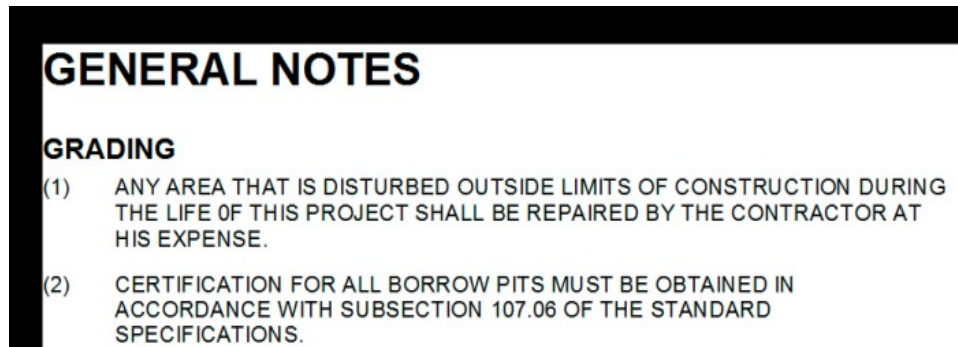 GENERAL NOTES
GRADING
(1) ANY AREA THAT IS DISTURBED OUTSIDE LIMITS OF CONSTRUCTION DURING
THE LIFE 0F THIS PROJECT SHALL BE REPAIRED BY THE CONTRACTOR AT
HIS EXPENSE.
(2) CERTIFICATION FOR ALL BORROW PITS MUST BE OBTAINED IN
ACCORDANCE WITH SUBSECTION 107.06 OF THE STANDARD
SPECIFICATIONS.